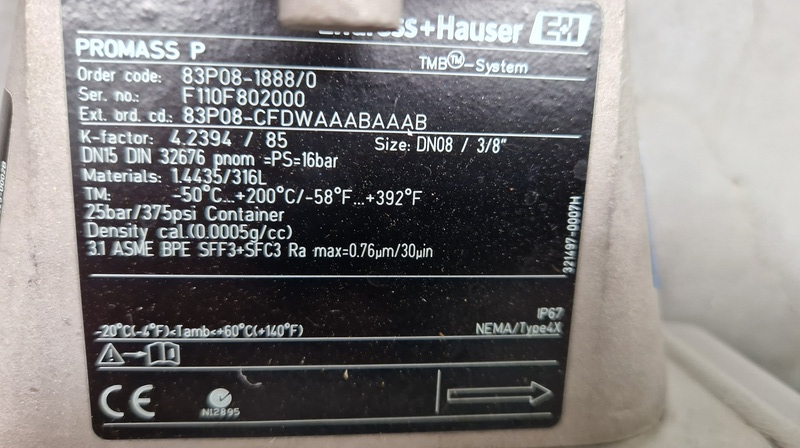 Endress+Hauser E+H
PROMASS P
TMB™-System
Order code: 83P08-1888/0
Ser. no.: F110F802000
Ext. ord. cd.: 83P08-CFDWAAABAAAB
K-factor: 4.2394 / 85 Size: DN08 / 3/8"
DN15 DIN 32676 pnom =PS=16bar
Materials: 1.4435/316L
TM: -50°C...+200°C/-58°F...+392°F
25bar/375psi Container
Density cal.(0.0005g/cc)
3.1 ASME BPE SFF3+SFC3 Ra max=0.76µm/30µin
321497-0007H
IP67
-20°C(-4°F)<Tamb<+60°C(+140°F) NEMA/Type4X
i
CE
N12895